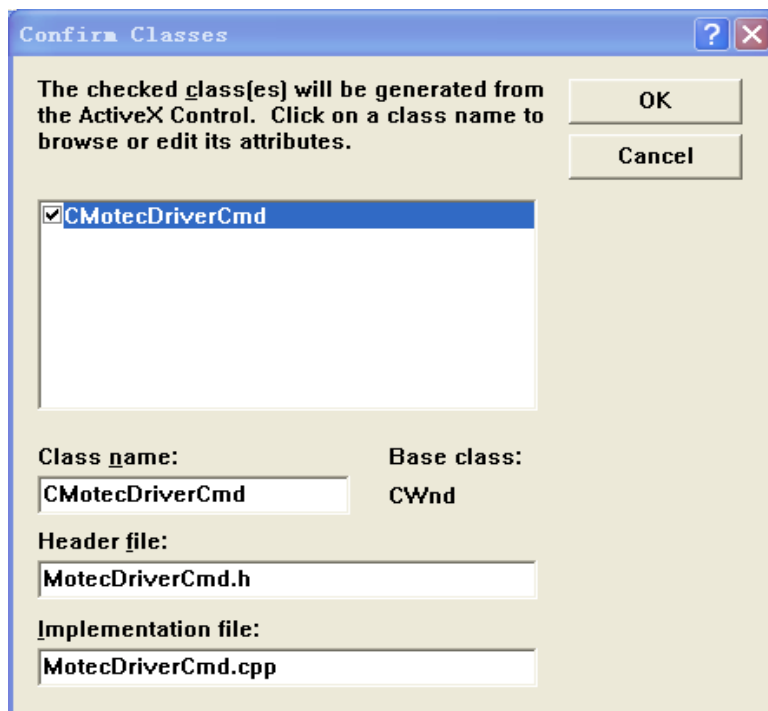 Confirm Classes
The checked class(es) will be generated from
the ActiveX Control.  Click on a class name to
browse or edit its attributes.
OK
Cancel
CMotecDriverCmd
Class name:
Base class:
CMotecDriverCmd
CWnd
Header file:
MotecDriverCmd.h
Implementation file:
MotecDriverCmd.cpp